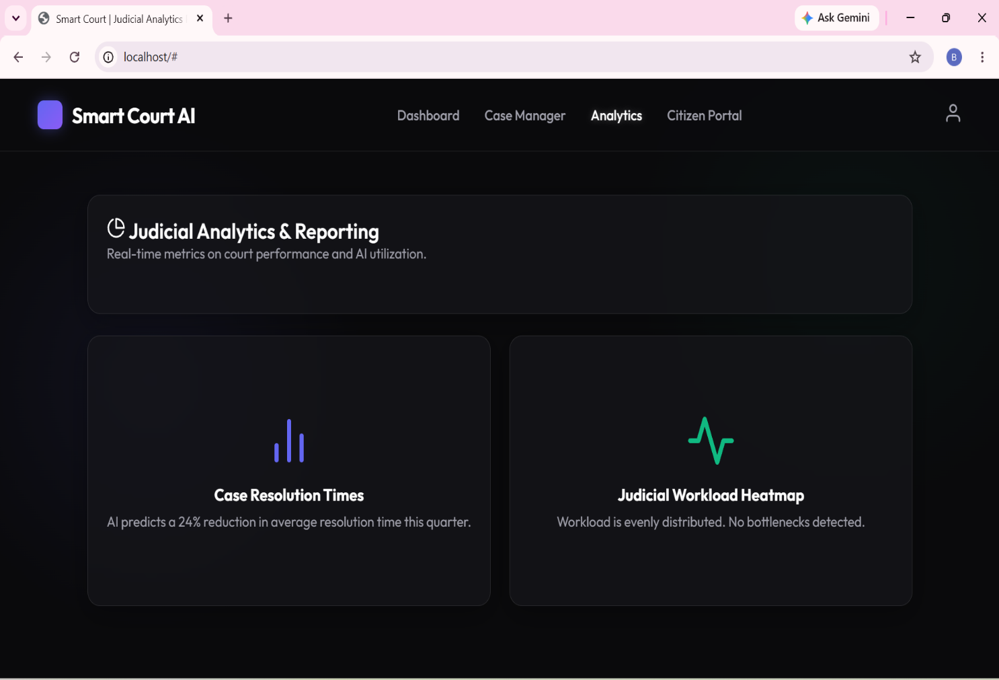 Smart Court | Judicial Analytics
Ask Gemini
localhost/#
B
Smart Court AI
Dashboard
Case Manager
Analytics
Citizen Portal
Judicial Analytics & Reporting
Real-time metrics on court performance and AI utilization.
Case Resolution Times
AI predicts a 24% reduction in average resolution time this quarter.
Judicial Workload Heatmap
Workload is evenly distributed. No bottlenecks detected.